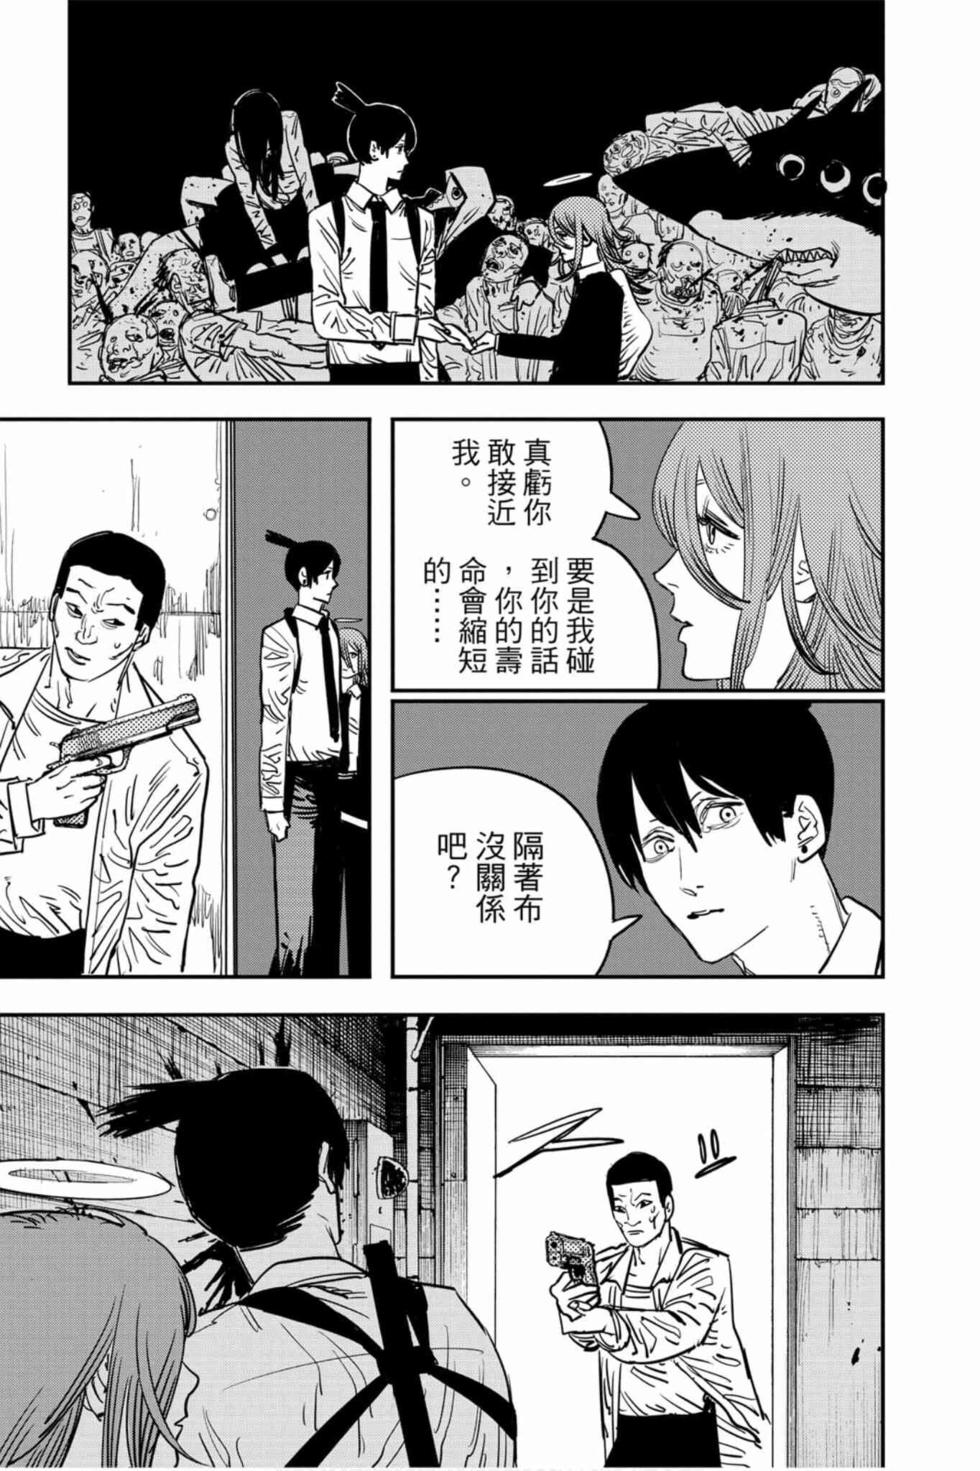 真虧你
敢接近
我。
要是我碰
到你的話
，你的壽
命會縮短
的……
隔著布
沒關係
吧？